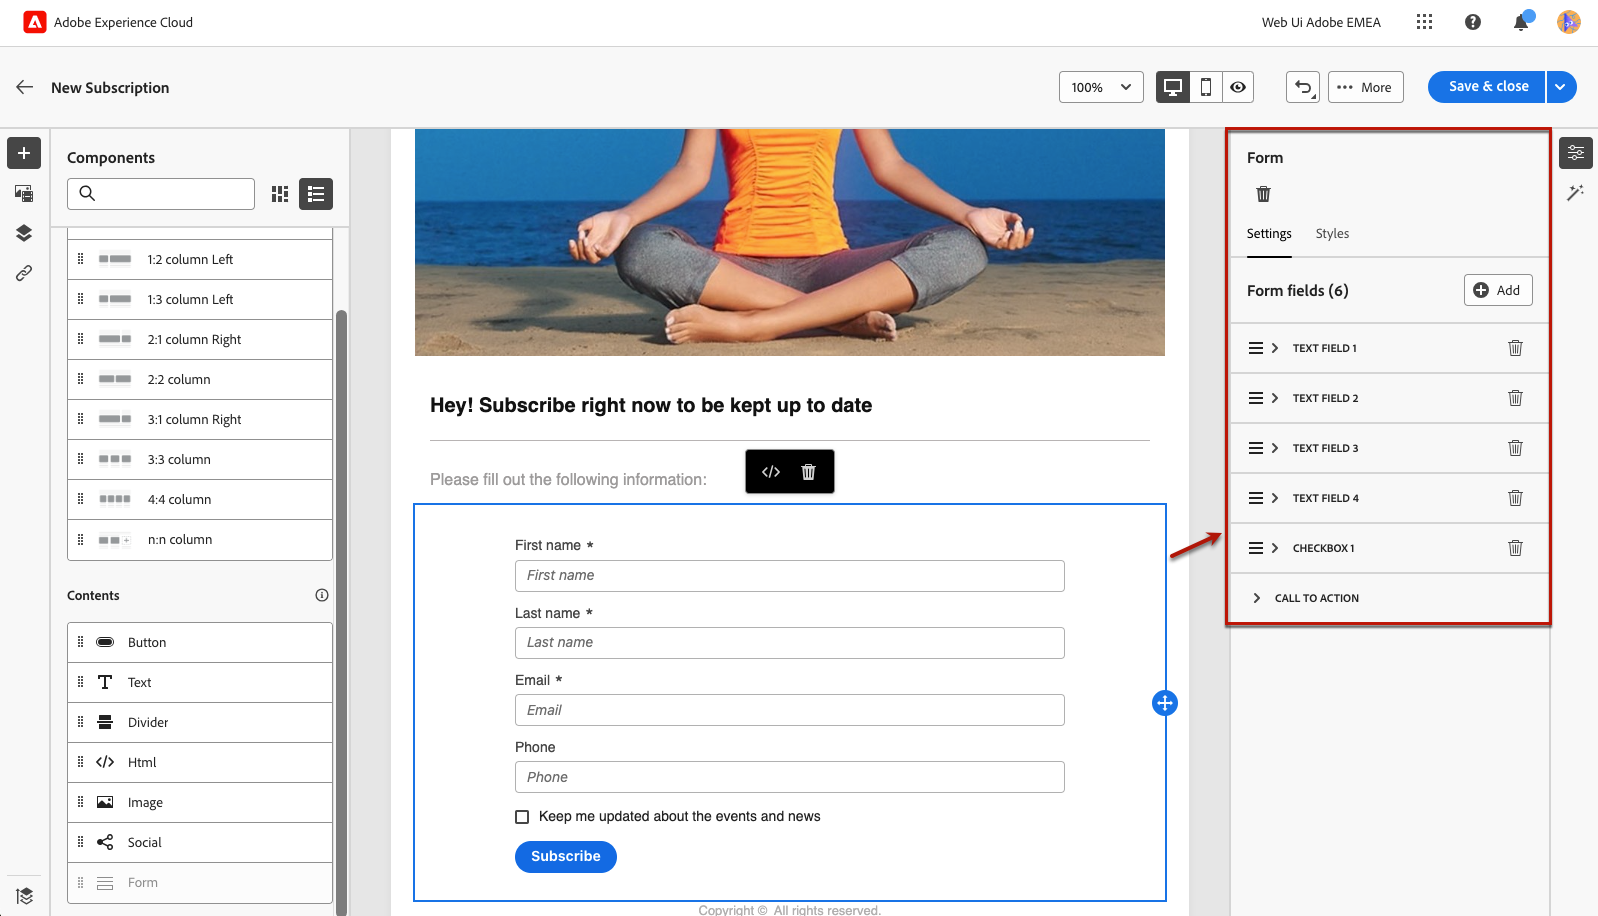 Adobe Experience Cloud
Web Ui Adobe EMEA
New Subscription
100%
More
Save & close
Components
1:2 column Left
1:3 column Left
2:1 column Right
2:2 column
3:1 column Right
3:3 column
4:4 column
n:n column
Contents
Button
Text
Divider
Html
Image
Social
Form
Hey! Subscribe right now to be kept up to date
Please fill out the following information:
First name *
First name
Last name *
Last name
Email *
Email
Phone
Phone
Keep me updated about the events and news
Subscribe
Copyright © All rights reserved.
Form
Settings
Styles
Form fields (6)
Add
TEXT FIELD 1
TEXT FIELD 2
TEXT FIELD 3
TEXT FIELD 4
CHECKBOX 1
CALL TO ACTION